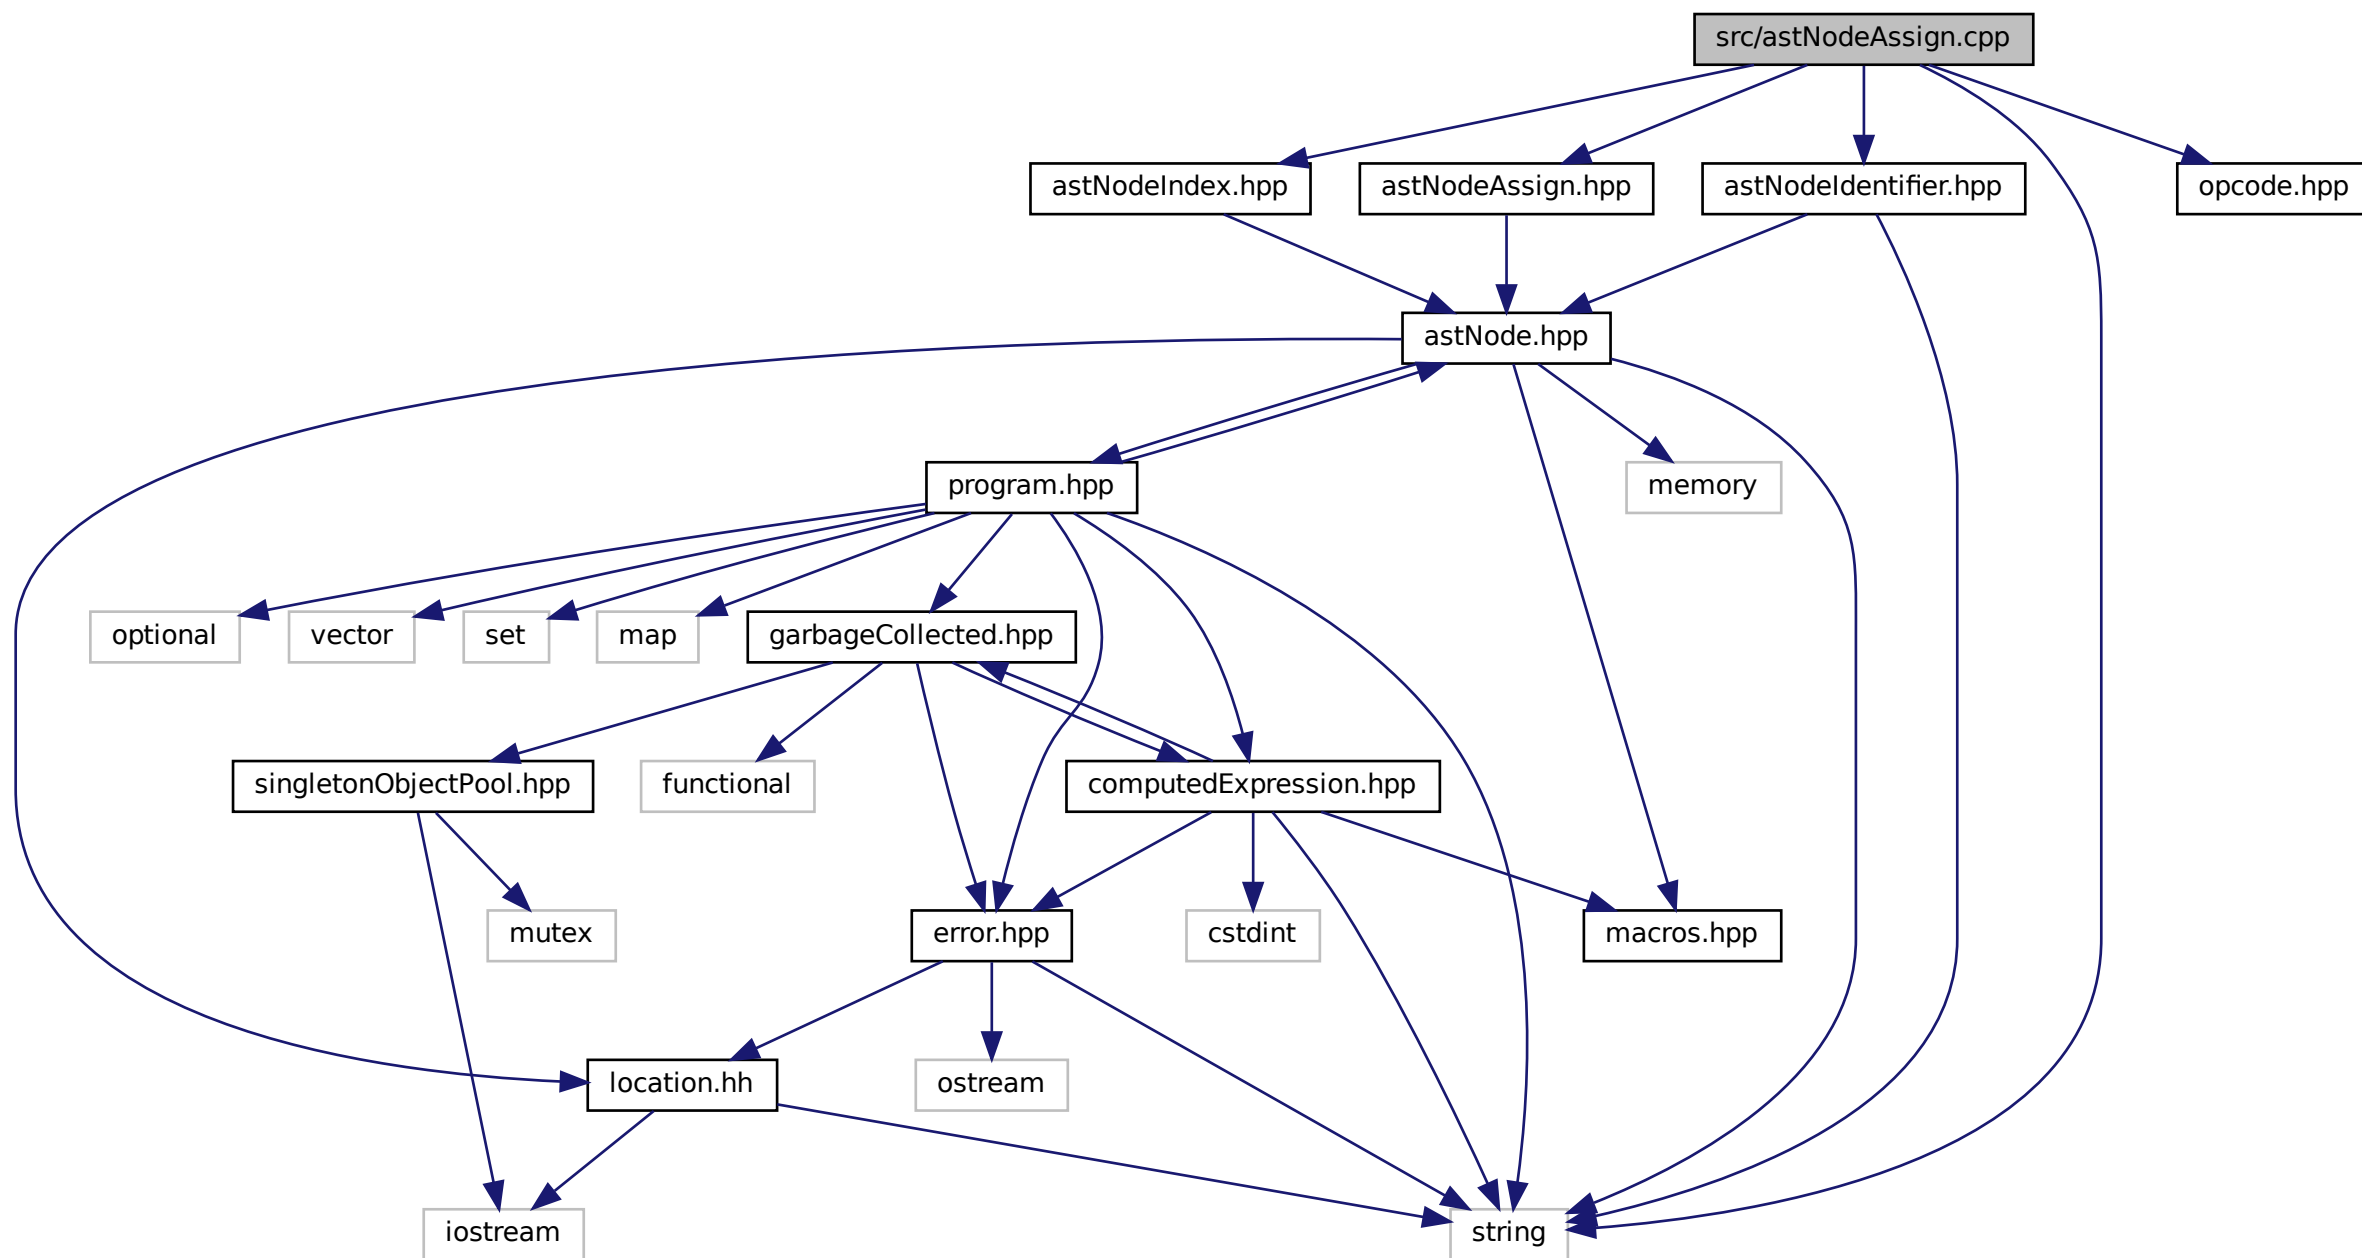 src/astNodeAssign.cpp
astNodeIndex.hpp
astNodeAssign.hpp
astNodeIdentifier.hpp
opcode.hpp
astNode.hpp
program.hpp
memory
optional
vector
set
map
garbageCollected.hpp
singletonObjectPool.hpp
functional
computedExpression.hpp
mutex
error.hpp
cstdint
macros.hpp
location.hh
ostream
iostream
string